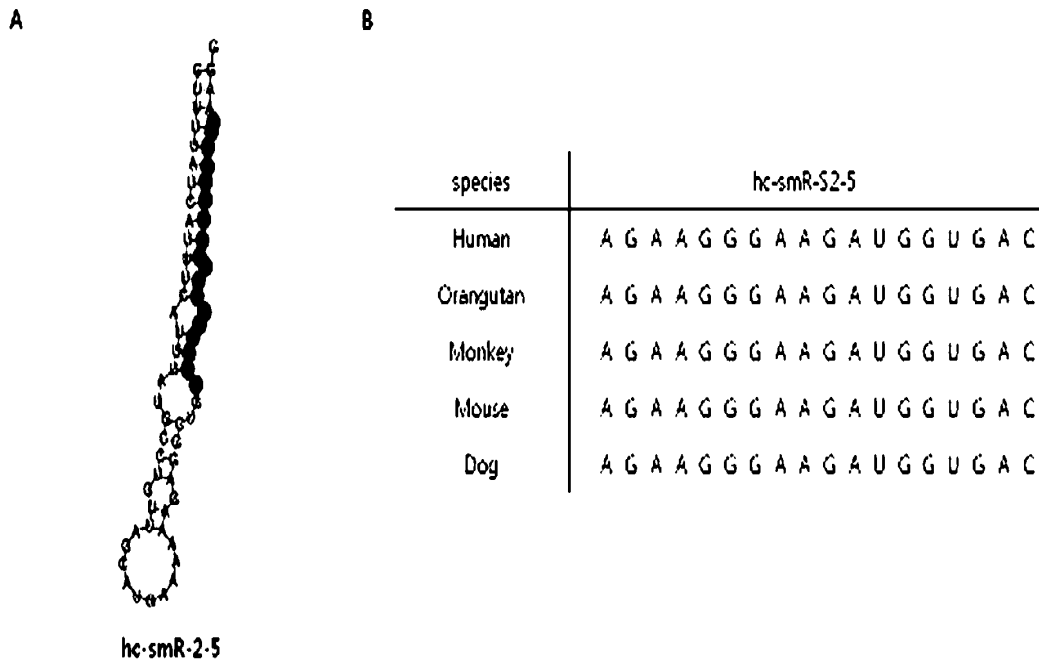 A
B
species hc-smR-S2-5
Human A G A A G G G A A G A U G G U G A C
Orangutan A G A A G G G A A G A U G G U G A C
Monkey A G A A G G G A A G A U G G U G A C
Mouse A G A A G G G A A G A U G G U G A C
Dog A G A A G G G A A G A U G G U G A C
hc-smR-2-5